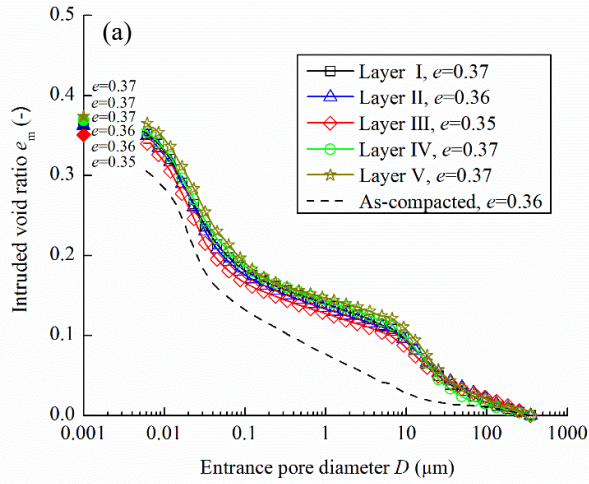 (a)
0.5
0.4
0.3
0.2
0.1
0.0
Intruded void ratio em (-)
e=0.37
e=0.37
e=0.37
e=0.36
e=0.36
e=0.35
Layer I, e=0.37
Layer II, e=0.36
Layer III, e=0.35
Layer IV, e=0.37
Layer V, e=0.37
As-compacted, e=0.36
0.001 0.01 0.1 1 10 100 1000
Entrance pore diameter D (μm)